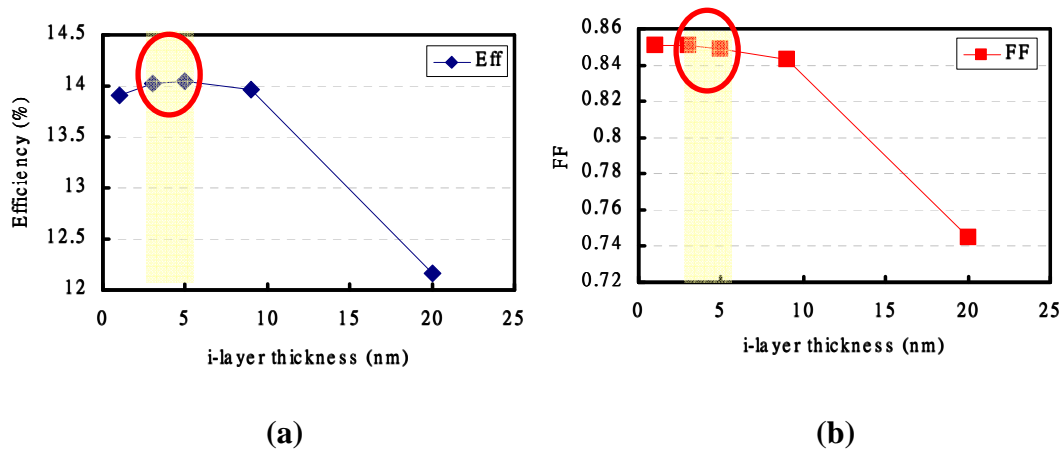 14.5
14
13.5
13
12.5
12
Efficiency (%)
Eff
0 5 10 15 20 25
i-layer thickness (nm)
(a)
0.86
0.84
0.82
0.8
0.78
0.76
0.74
0.72
FF
FF
0 5 10 15 20 25
i-layer thickness (nm)
(b)